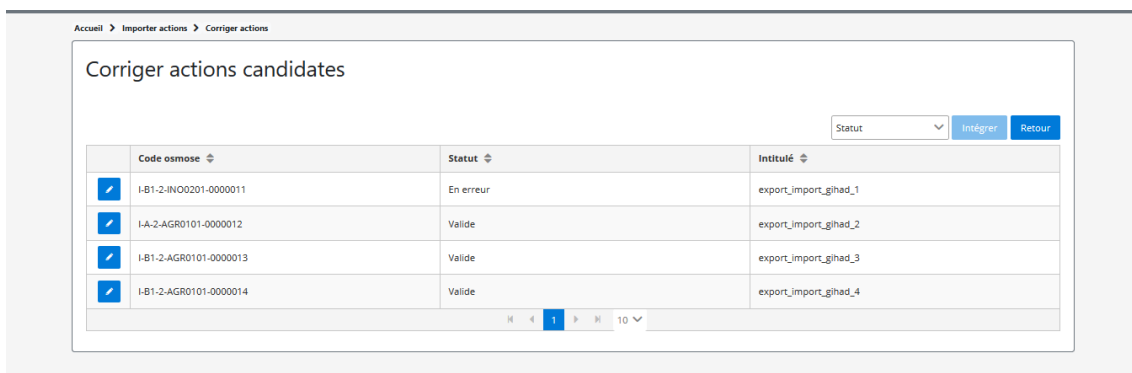 Accueil > Importer actions > Corriger actions
Corriger actions candidates
Statut Intégrer Retour
Code osmose Statut Intitulé
I-B1-2-INO0201-0000011 En erreur export_import_gihad_1
I-A-2-AGR0101-0000012 Valide export_import_gihad_2
I-B1-2-AGR0101-0000013 Valide export_import_gihad_3
I-B1-2-AGR0101-0000014 Valide export_import_gihad_4
1 10